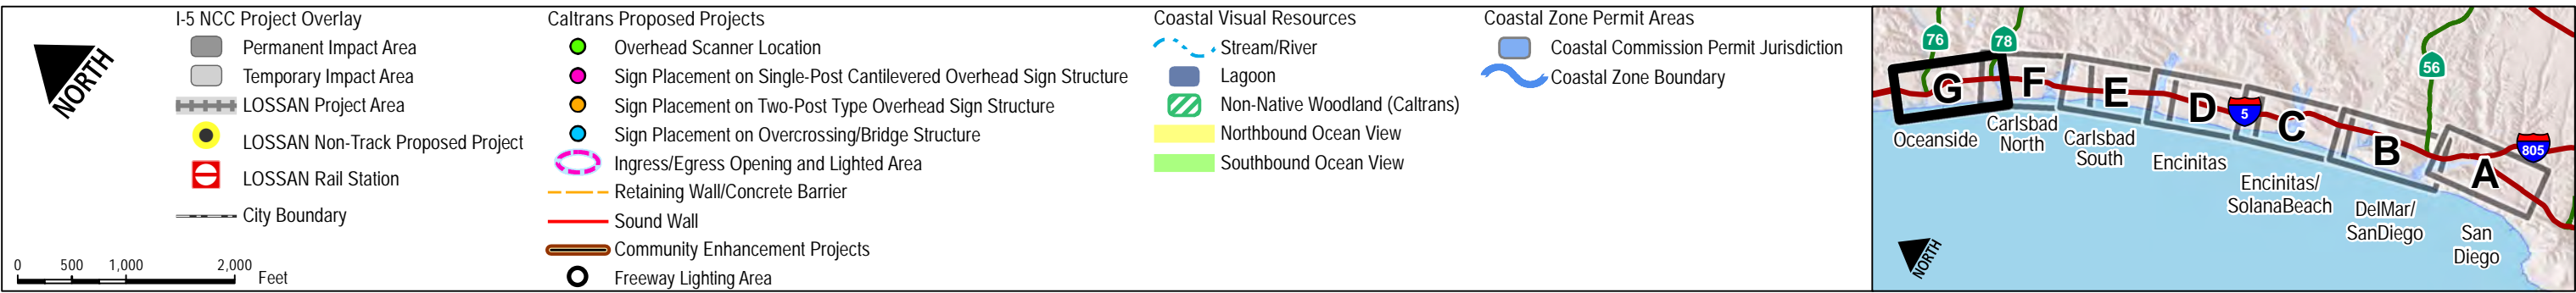 NORTH
0 500 1,000 2,000
Feet
I-5 NCC Project Overlay
Permanent Impact Area
Temporary Impact Area
LOSSAN Project Area
LOSSAN Non-Track Proposed Project
LOSSAN Rail Station
City Boundary
Caltrans Proposed Projects
Overhead Scanner Location
Sign Placement on Single-Post Cantilevered Overhead Sign Structure
Sign Placement on Two-Post Type Overhead Sign Structure
Sign Placement on Overcrossing/Bridge Structure
Ingress/Egress Opening and Lighted Area
Retaining Wall/Concrete Barrier
Sound Wall
Community Enhancement Projects
Freeway Lighting Area
Coastal Visual Resources
Stream/River
Lagoon
Non-Native Woodland (Caltrans)
Northbound Ocean View
Southbound Ocean View
Coastal Zone Permit Areas
Coastal Commission Permit Jurisdiction
Coastal Zone Boundary
76
78
56
5
805
G
F
E
D
C
B
A
Oceanside
Carlsbad
North
Carlsbad
South
Encinitas
Encinitas/
SolanaBeach
DelMar/
SanDiego
San
Diego
NORTH